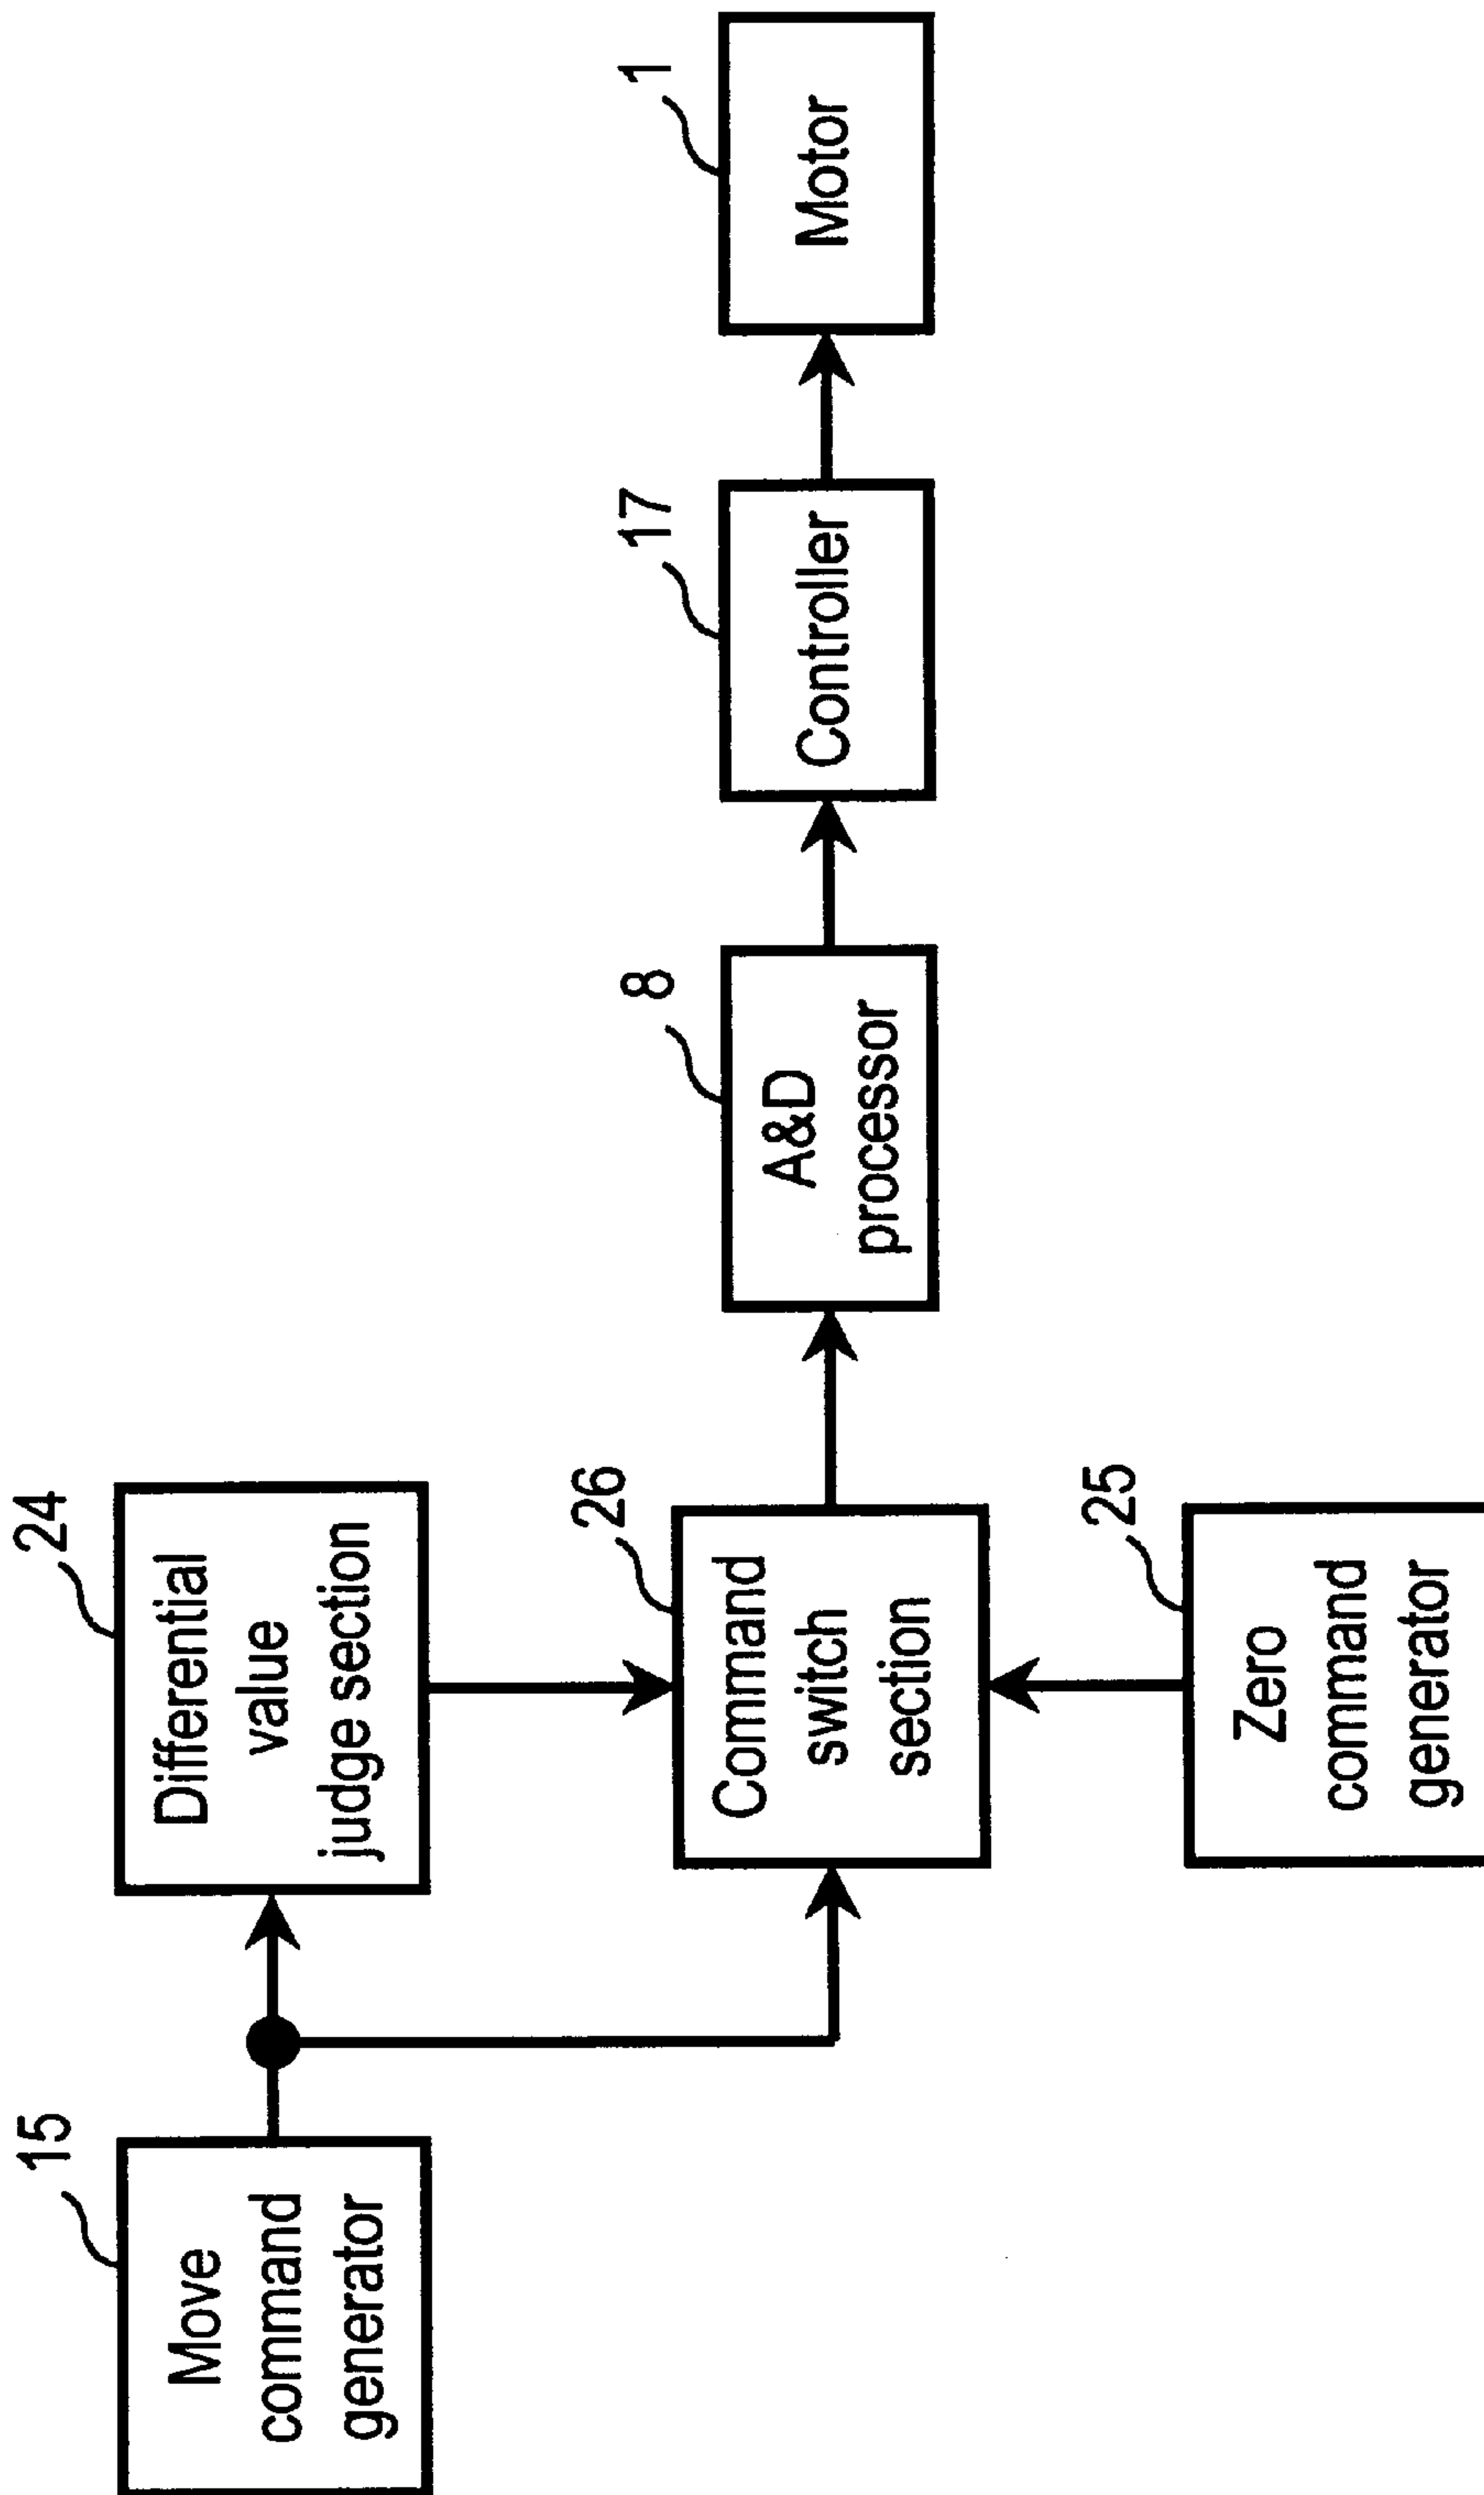 15
Move
command
generator
24
Differential
value
judge section
26
Command
switch
section
25
Zero
command
generator
8
A&D
processor
17
Controller
1
Motor